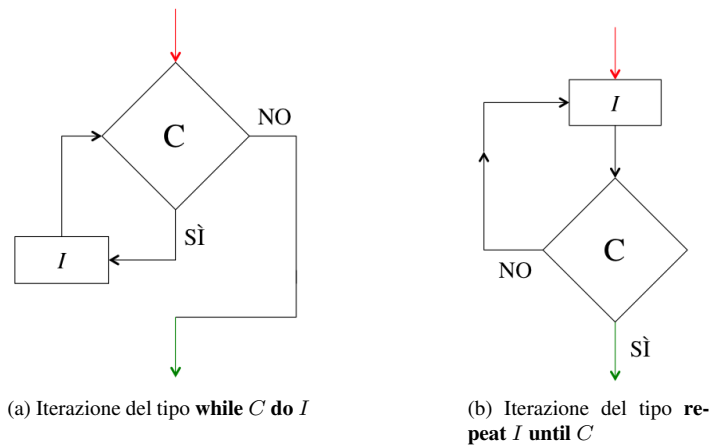 C
NO
SÌ
I
(a) Iterazione del tipo while C do I
I
C
NO
SÌ
(b) Iterazione del tipo re-
peat I until C